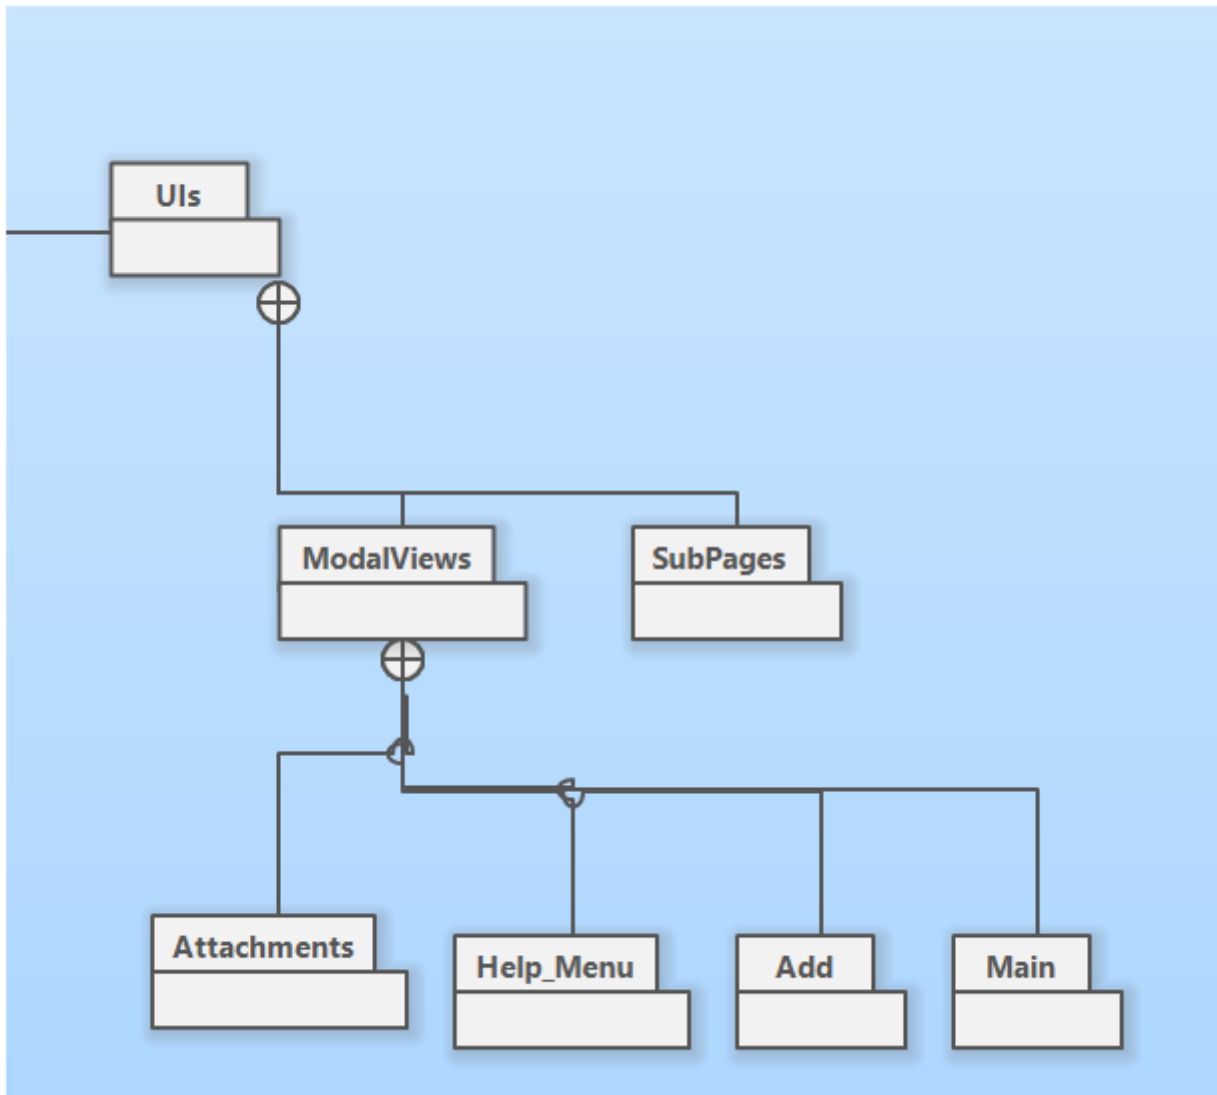 UIs
ModalViews
SubPages
Attachments
Help_Menu
Add
Main